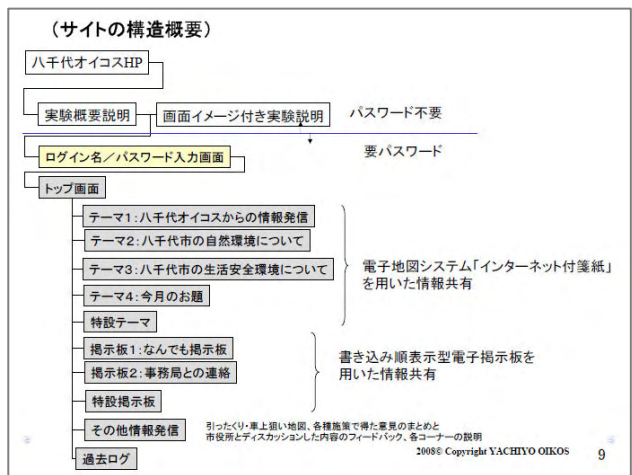 （サイトの構造概要）
八千代オイコスHP
実験概要説明
画面イメージ付き実験説明
パスワード不要
要パスワード
ログイン名／パスワード入力画面
トップ画面
テーマ1：八千代オイコスからの情報発信
テーマ2：八千代市の自然環境について
テーマ3：八千代市の生活安全環境について
テーマ4：今月のお題
特設テーマ
電子地図システム「インターネット付箋紙」
を用いた情報共有
掲示板1：なんでも掲示板
掲示板2：事務局との連絡
特設掲示板
書き込み順表示型電子掲示板を
用いた情報共有
その他情報発信
引ったくり・車上狙い地図、各種施策で得た意見のまとめと
市役所とディスカッションした内容のフィードバック、各コーナーの説明
過去ログ
2008© Copyright YACHIYO OIKOS
9